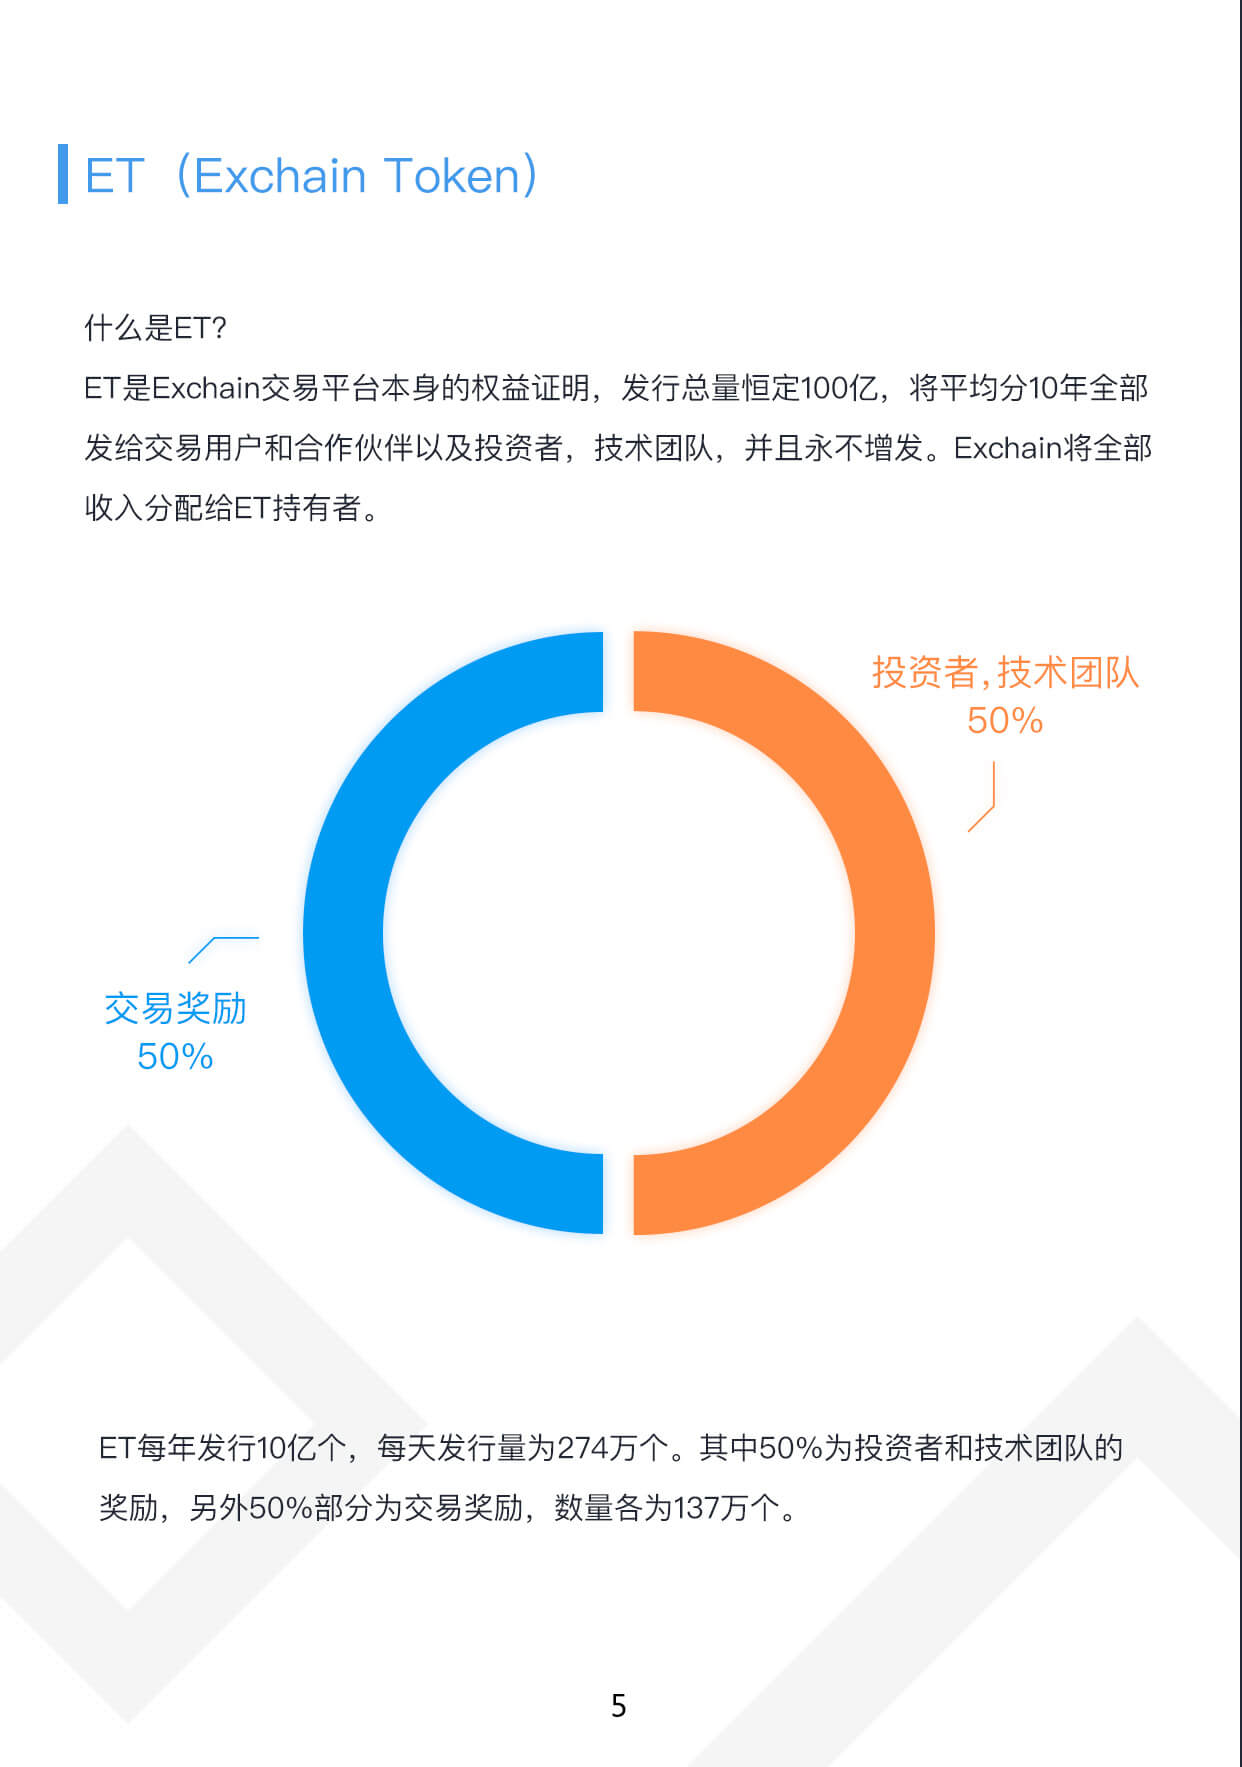 ET（Exchain Token）
什么是ET?
ET是Exchain交易平台本身的权益证明，发行总量恒定100亿，将平均分10年全部
发给交易用户和合作伙伴以及投资者，技术团队，并且永不增发。Exchain将全部
收入分配给ET持有者。
投资者,技术团队
50%
交易奖励
50%
ET每年发行10亿个，每天发行量为274万个。其中50%为投资者和技术团队的
奖励，另外50%部分为交易奖励，数量各为137万个。
5